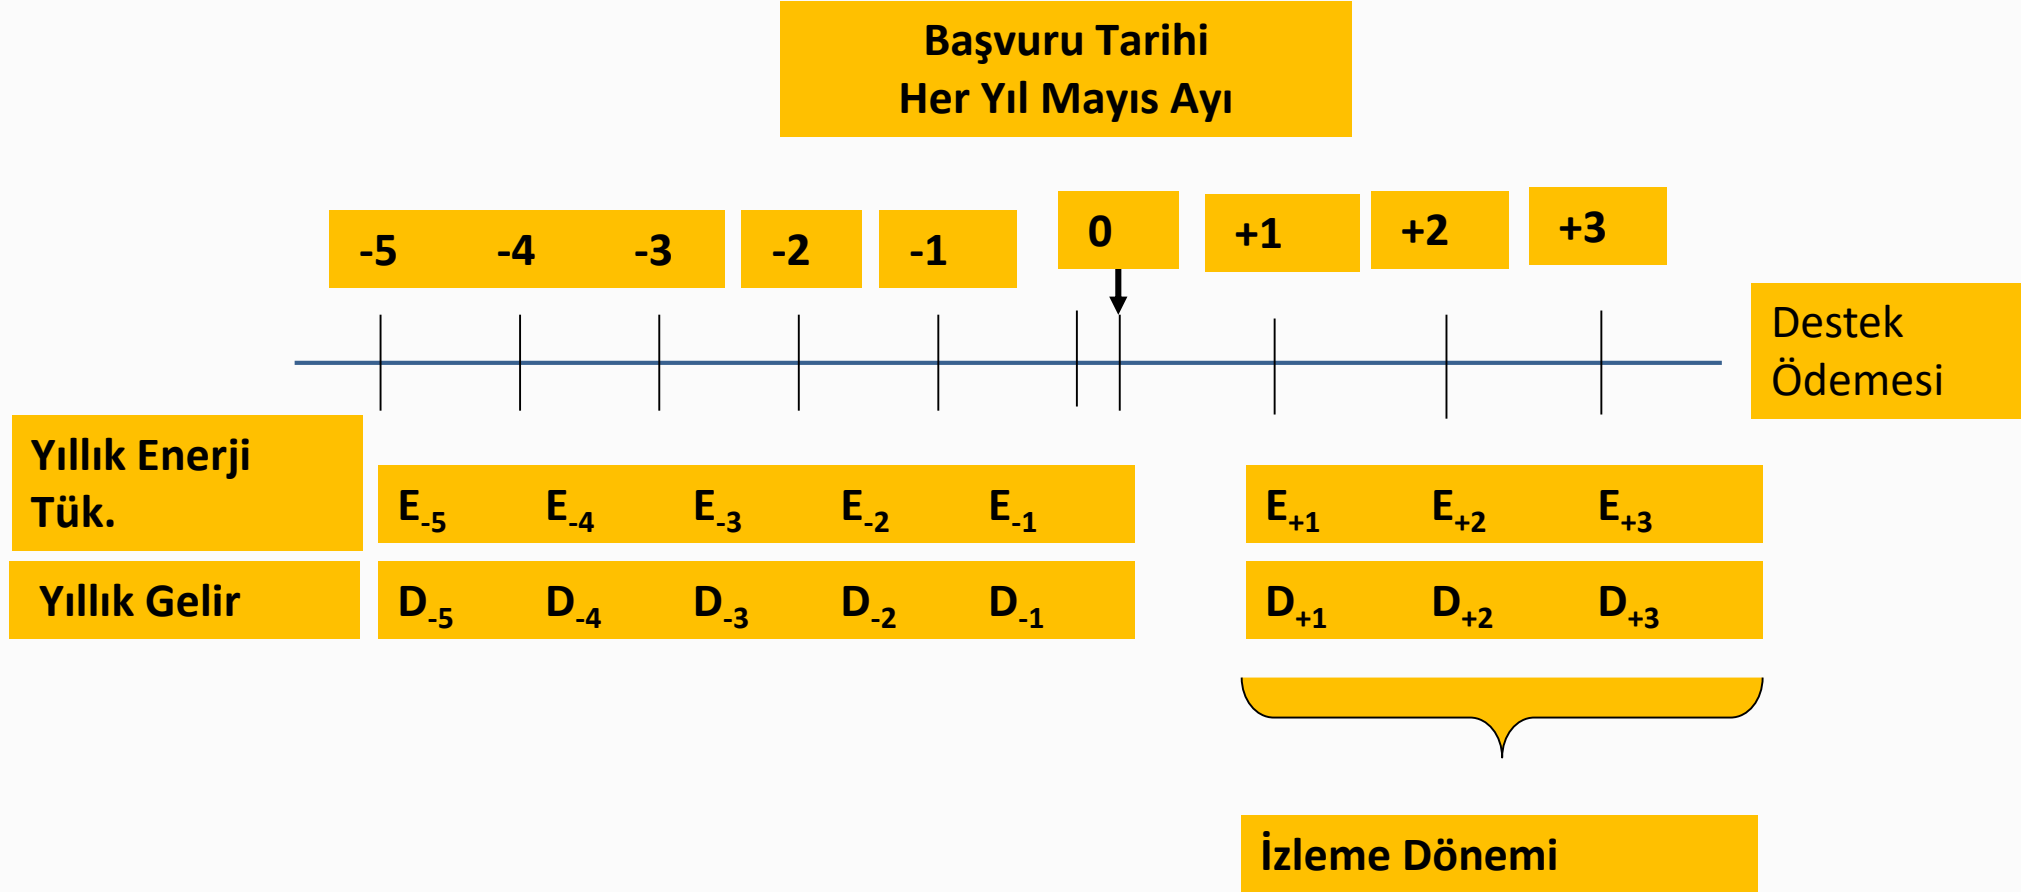 Başvuru Tarihi
Her Yıl Mayıs Ayı
-5 -4 -3 -2 -1 0 +1 +2 +3
Destek
Ödemesi
Yıllık Enerji
Tük.
E-5 E-4 E-3 E-2 E-1 E+1 E+2 E+3
Yıllık Gelir D-5 D-4 D-3 D-2 D-1 D+1 D+2 D+3
İzleme Dönemi